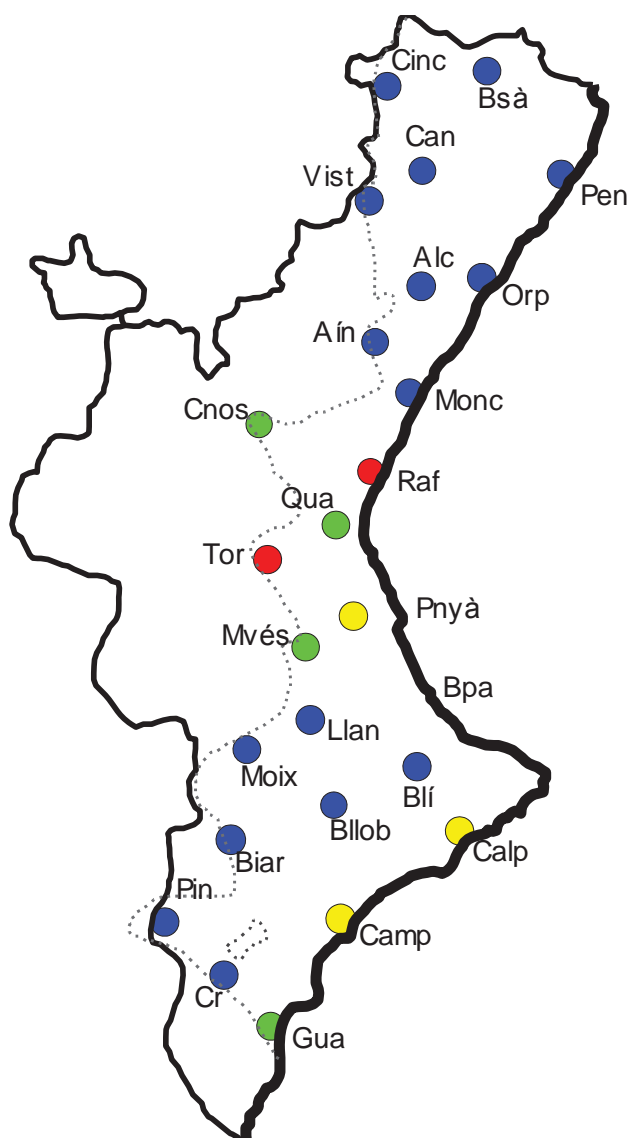 Cinc
Bsà
Can
Vist
Pen
Alc
Orp
Aín
Monc
Cnos
Raf
Qua
Tor
Pnyà
Mvés
Bpa
Llan
Moix
Blí
Bllob
Calp
Biar
Pin
Camp
Cr
Gua